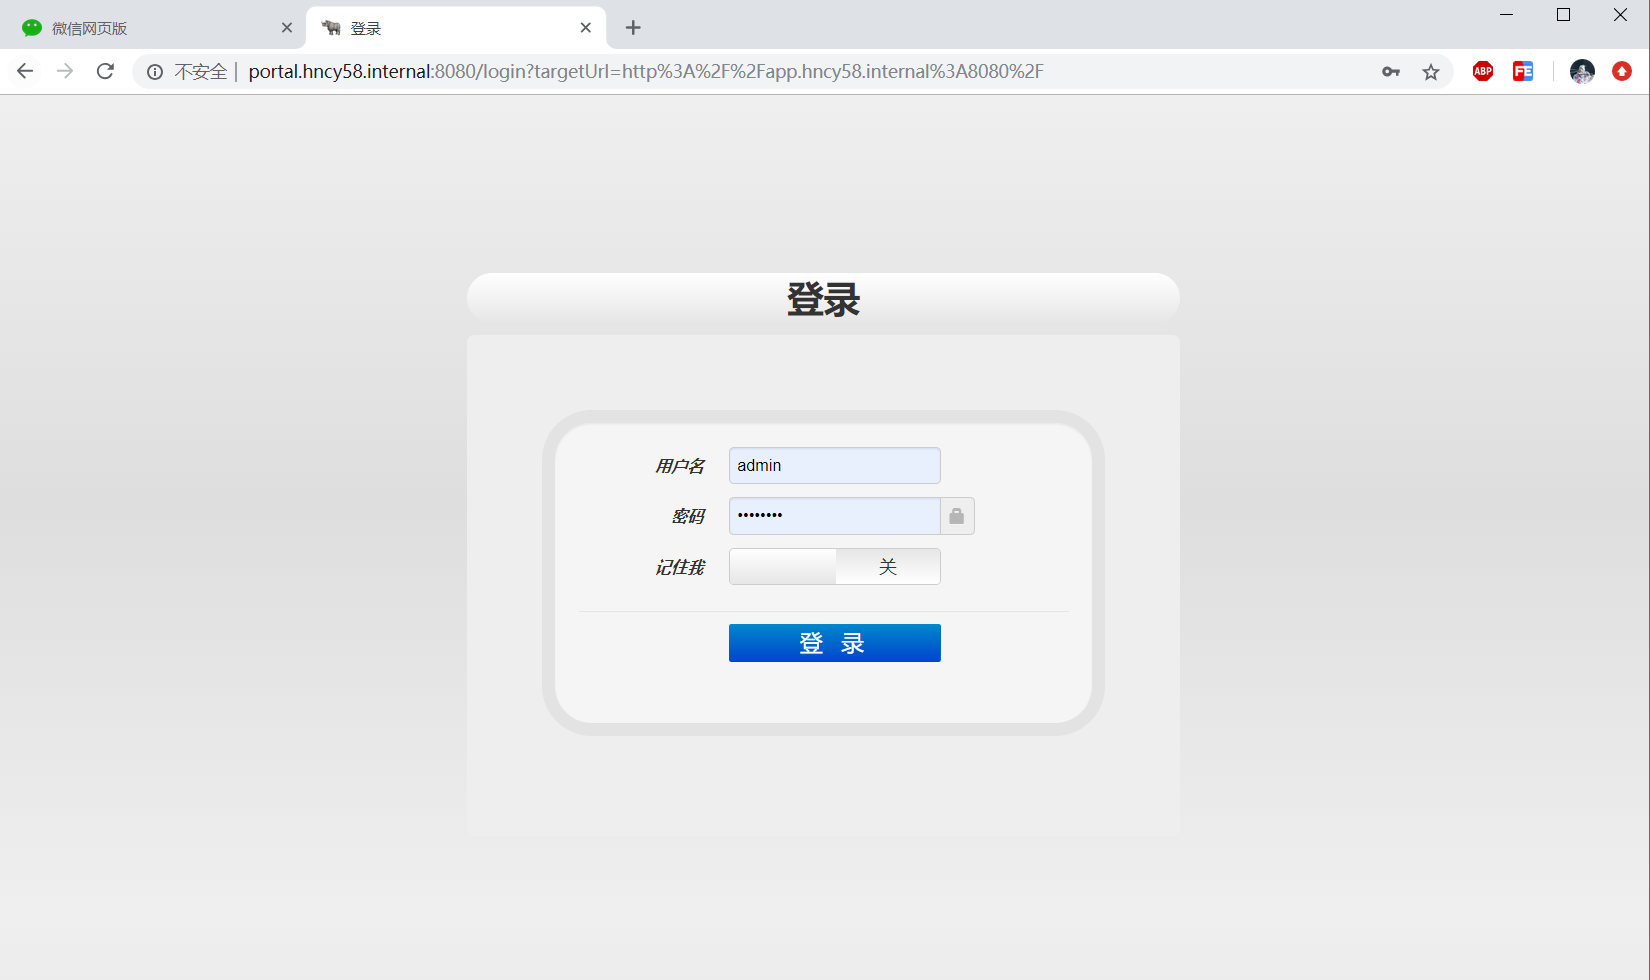 微信网页版
登录
不安全 | portal.hncy58.internal:8080/login?targetUrl=http%3A%2F%2Fapp.hncy58.internal%3A8080%2F
ABP
FE
登录
用户名 admin
密码 ••••••••
记住我 关
登 录